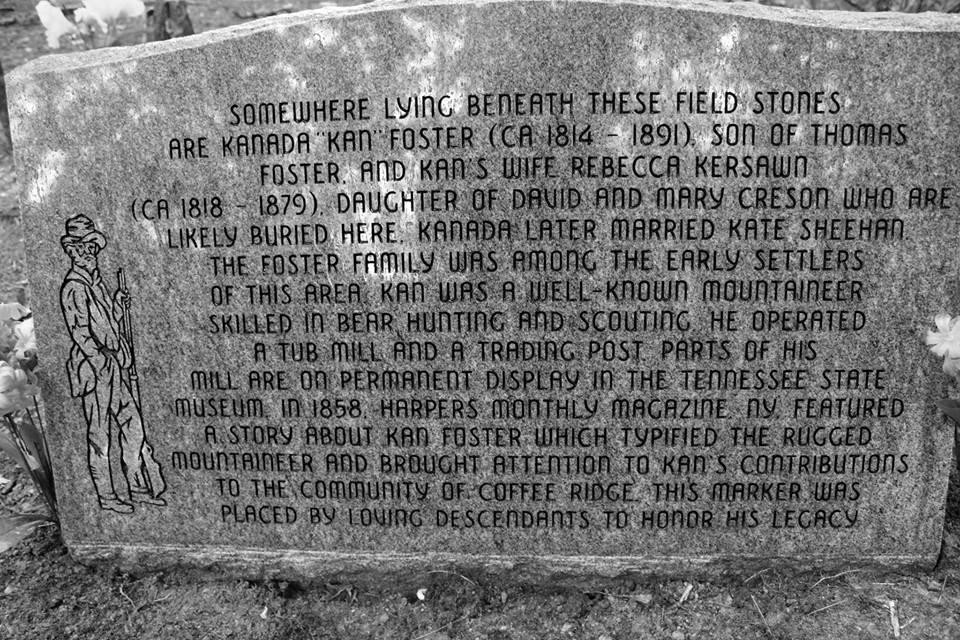 SOMEWHERE LYING BENEATH THESE FIELD STONES
ARE KANADA "KAN" FOSTER (CA 1814 - 1891), SON OF THOMAS
FOSTER, AND KAN'S WIFE REBECCA KERSAWN
(CA 1818 - 1879), DAUGHTER OF DAVID AND MARY CRESON WHO ARE
LIKELY BURIED HERE. KANADA LATER MARRIED KATE SHEEHAN
THE FOSTER FAMILY WAS AMONG THE EARLY SETTLERS
OF THIS AREA. KAN WAS A WELL-KNOWN MOUNTAINEER
SKILLED IN BEAR HUNTING AND SCOUTING. HE OPERATED
A TUB MILL AND A TRADING POST. PARTS OF HIS
MILL ARE ON PERMANENT DISPLAY IN THE TENNESSEE STATE
MUSEUM. IN 1858, HARPERS MONTHLY MAGAZINE, NY, FEATURED
A STORY ABOUT KAN FOSTER WHICH TYPIFIED THE RUGGED
MOUNTAINEER AND BROUGHT ATTENTION TO KAN'S CONTRIBUTIONS
TO THE COMMUNITY OF COFFEE RIDGE. THIS MARKER WAS
PLACED BY LOVING DESCENDANTS TO HONOR HIS LEGACY